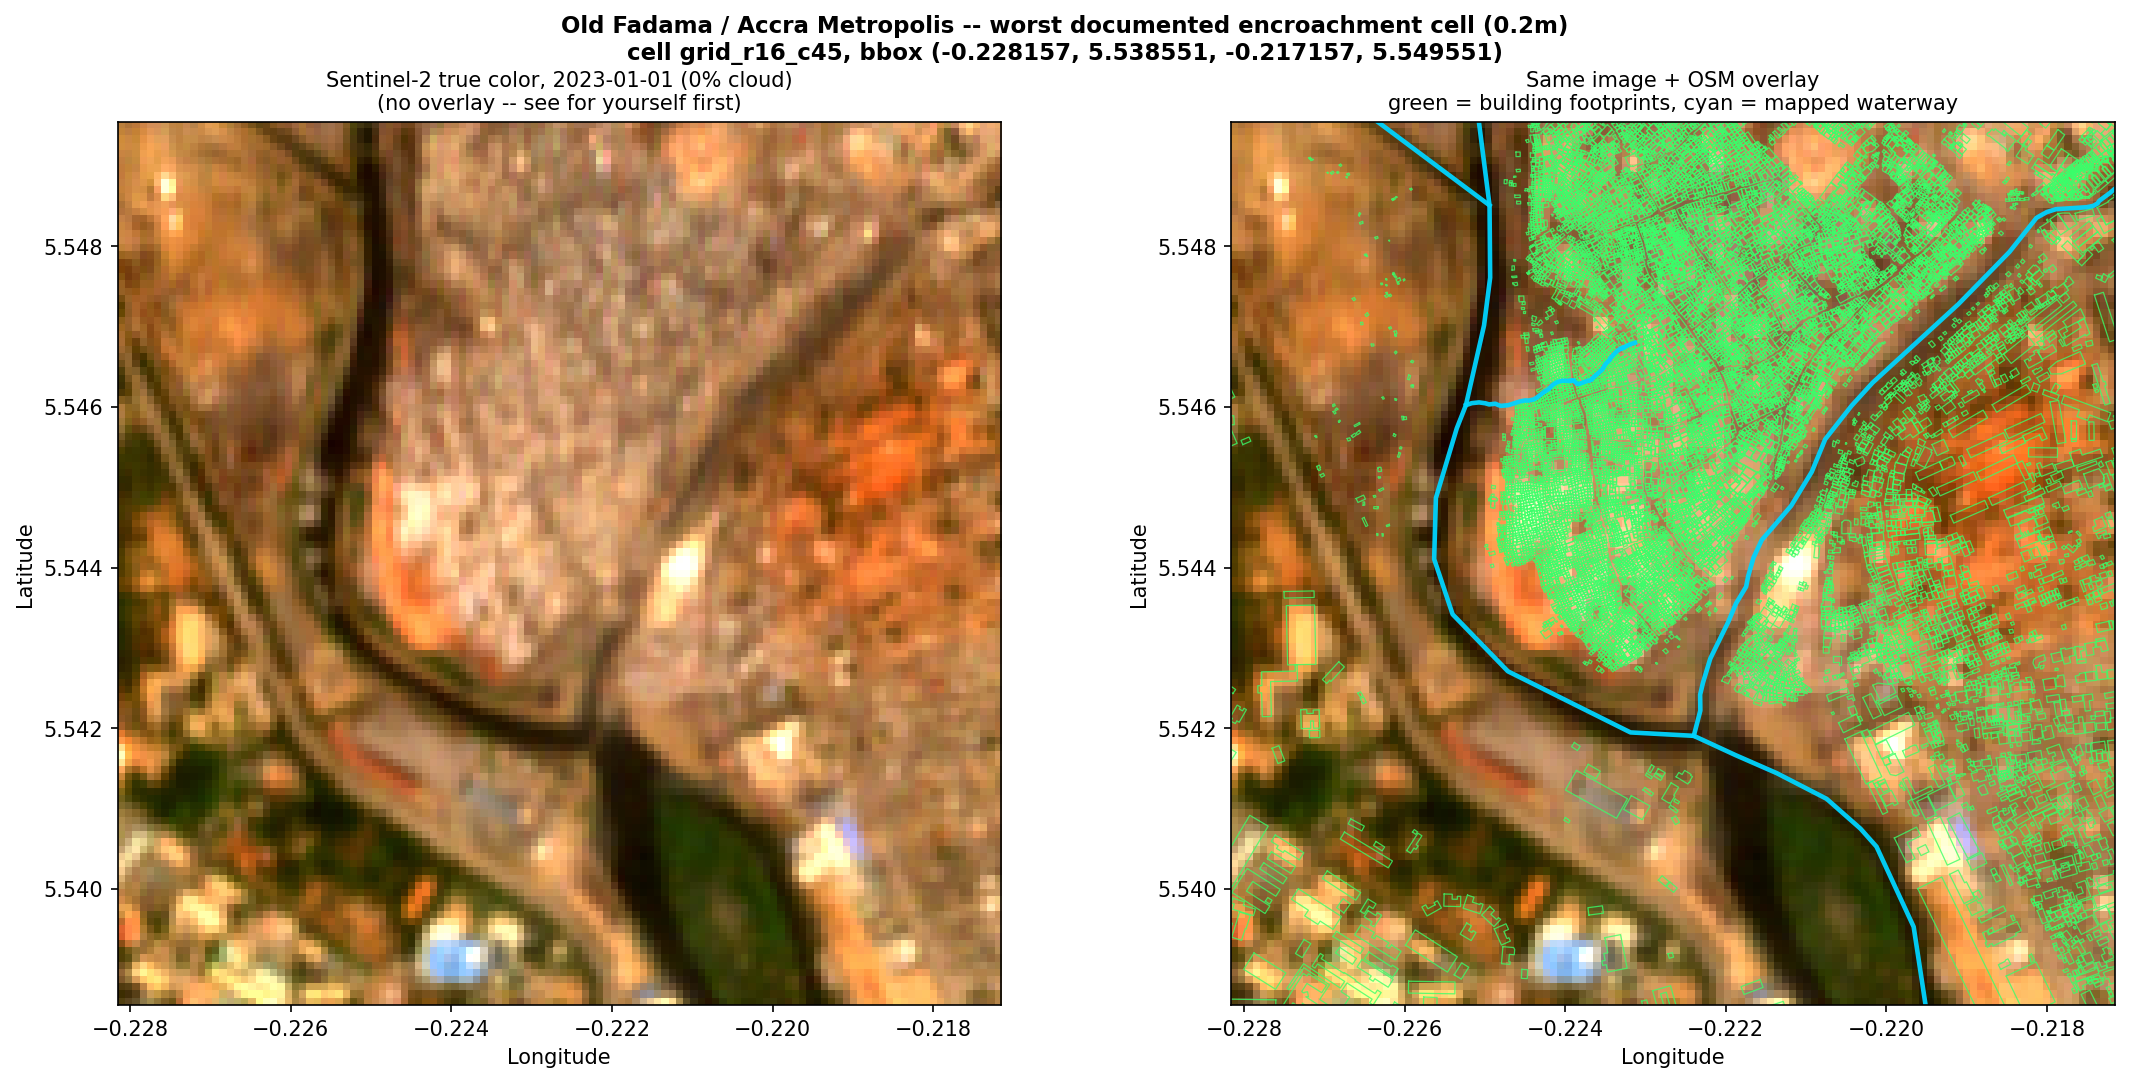 Old Fadama / Accra Metropolis -- worst documented encroachment cell (0.2m)
cell grid_r16_c45, bbox (-0.228157, 5.538551, -0.217157, 5.549551)
Sentinel-2 true color, 2023-01-01 (0% cloud)
(no overlay -- see for yourself first)
5.548
5.546
5.544
5.542
5.540
Latitude
−0.228
−0.226
−0.224
−0.222
−0.220
−0.218
Longitude
Same image + OSM overlay
green = building footprints, cyan = mapped waterway
5.548
5.546
5.544
5.542
5.540
Latitude
−0.228
−0.226
−0.224
−0.222
−0.220
−0.218
Longitude